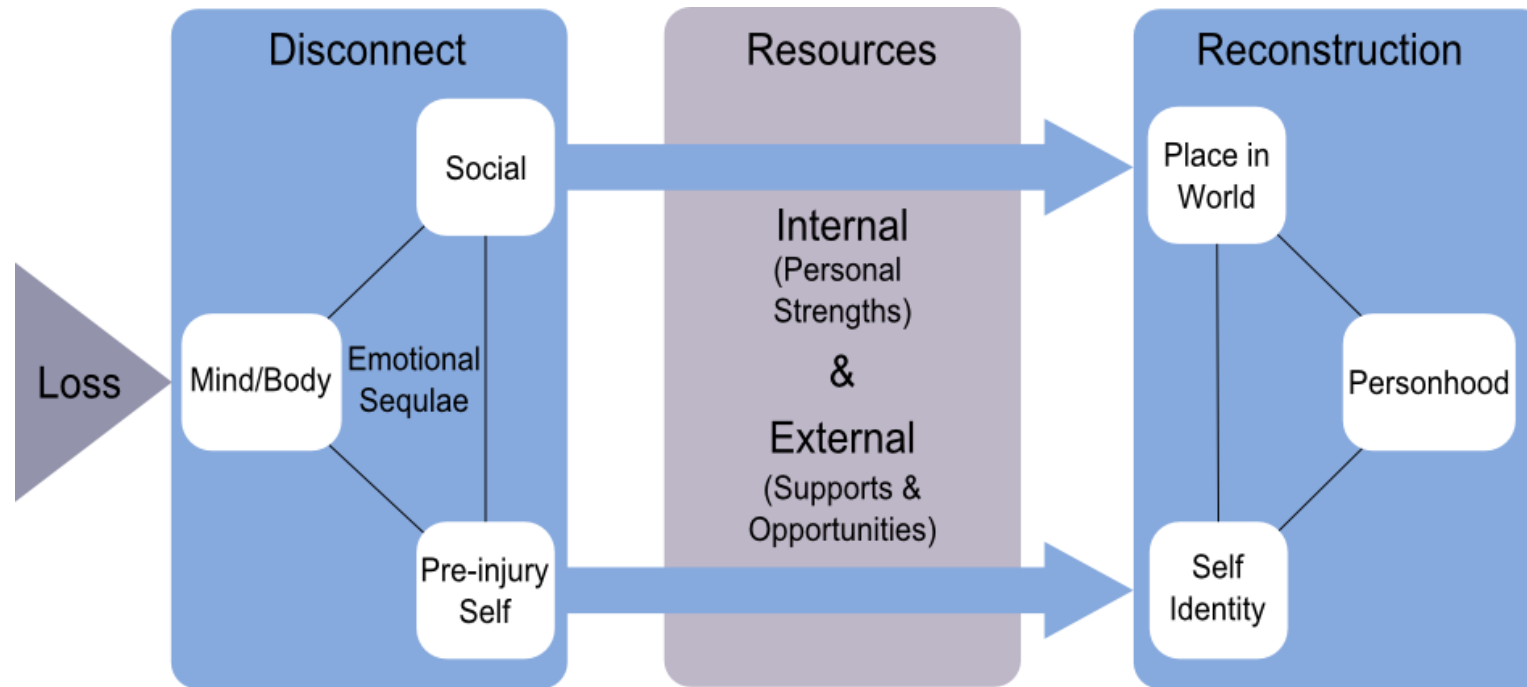 Disconnect
Resources
Reconstruction
Social
Place in
World
Internal
(Personal
Strengths)
Loss
Mind/Body
Emotional
Sequlae
&
Personhood
External
(Supports &
Opportunities)
Pre-injury
Self
Self
Identity